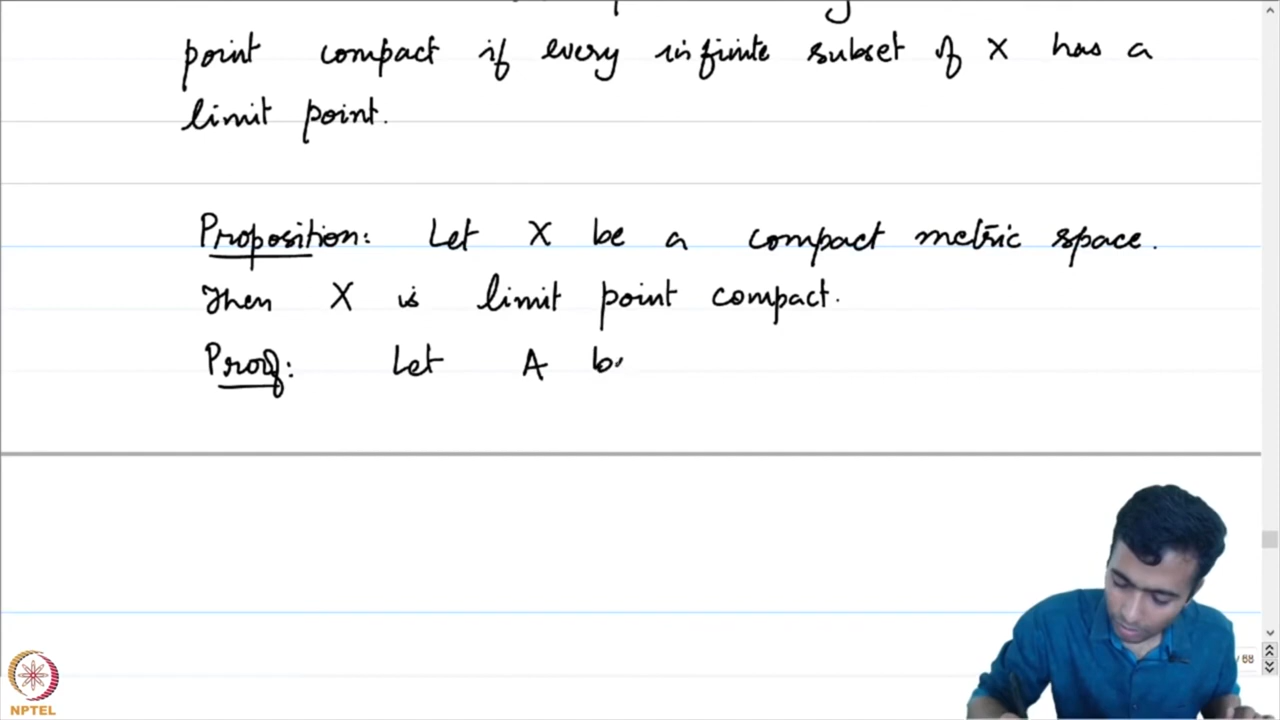 point compact if every infinite subset of X has a
limit point.
Proposition: Let X be a compact metric space.
Then X is limit point compact.
Proof: Let A b
/ 68
NPTEL